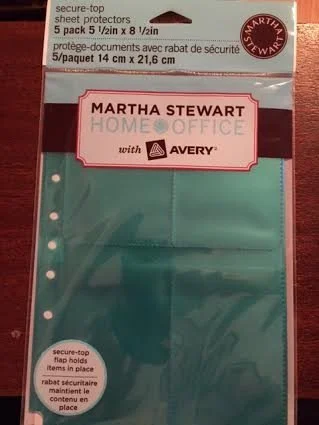 secure-top
sheet protectors
5 pack 5 1/2in x 8 1/2in
protège-documents avec rabat de sécurité
5/paquet 14 cm x 21,6 cm
MARTHA STEWART
MARTHA STEWART
HOME OFFICE
with AVERY®
secure-top
flap holds
items in place
rabat sécuritaire
maintient le
contenu en
place